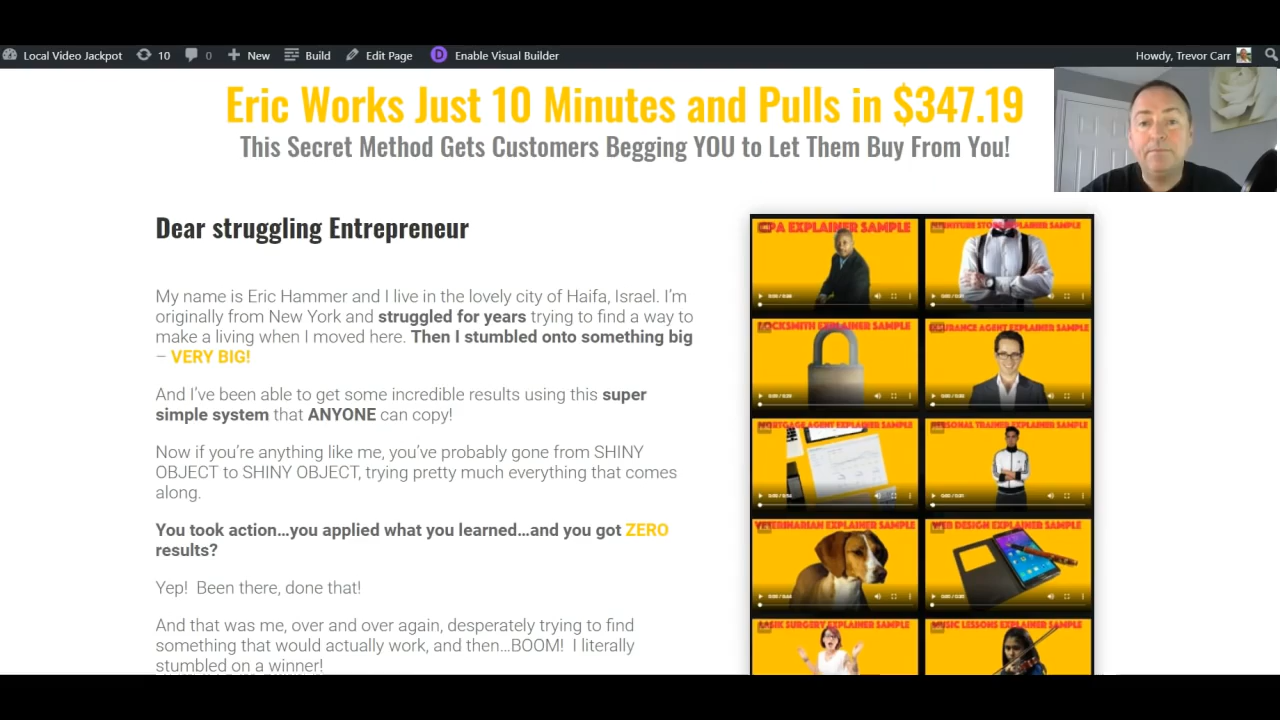 Local Video Jackpot 10 0 New Build Edit Page Enable Visual Builder Howdy, Trevor Carr
Eric Works Just 10 Minutes and Pulls in $347.19
This Secret Method Gets Customers Begging YOU to Let Them Buy From You!
Dear struggling Entrepreneur
My name is Eric Hammer and I live in the lovely city of Haifa, Israel. I'm
originally from New York and struggled for years trying to find a way to
make a living when I moved here. Then I stumbled onto something big
– VERY BIG!
And I've been able to get some incredible results using this super
simple system that ANYONE can copy!
Now if you're anything like me, you've probably gone from SHINY
OBJECT to SHINY OBJECT, trying pretty much everything that comes
along.
You took action...you applied what you learned...and you got ZERO
results?
Yep! Been there, done that!
And that was me, over and over again, desperately trying to find
something that would actually work, and then...BOOM! I literally
stumbled on a winner!
EXPLAINER SAMPLE
STORE EXPLAINER SAMPLE
LOCKSMITH EXPLAINER SAMPLE
INSURANCE AGENT EXPLAINER SAMPLE
MORTGAGE AGENT EXPLAINER SAMPLE
PERSONAL TRAINER EXPLAINER SAMPLE
VETERINARIAN EXPLAINER SAMPLE
WEB DESIGN EXPLAINER SAMPLE
LASIK SURGERY EXPLAINER SAMPLE
MUSIC LESSONS EXPLAINER SAMPLE